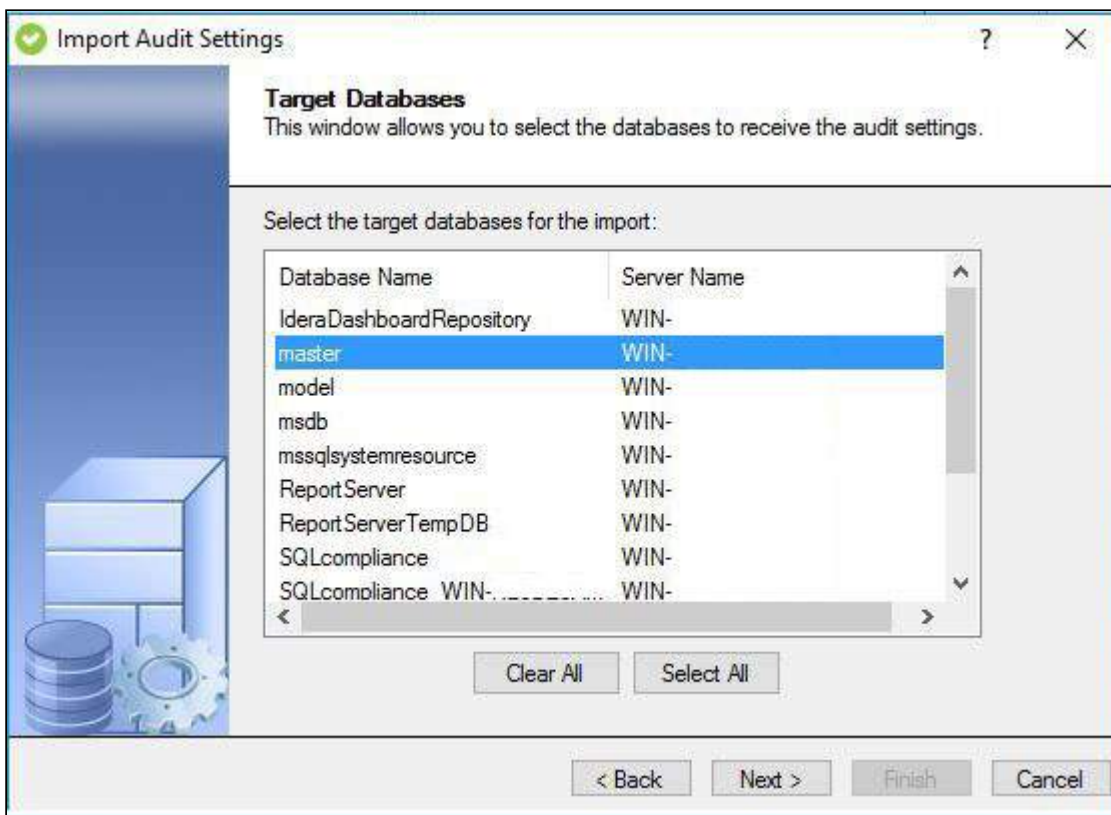 Import Audit Settings ?
Target Databases
This window allows you to select the databases to receive the audit settings.
Select the target databases for the import:
Database Name Server Name
IderaDashboardRepository WIN-
master WIN-
model WIN-
msdb WIN-
mssqlsystemresource WIN-
ReportServer WIN-
ReportServerTempDB WIN-
SQLcompliance WIN-
SQLcompliance_WIN- WIN-
Clear All Select All
< Back Next > Finish Cancel